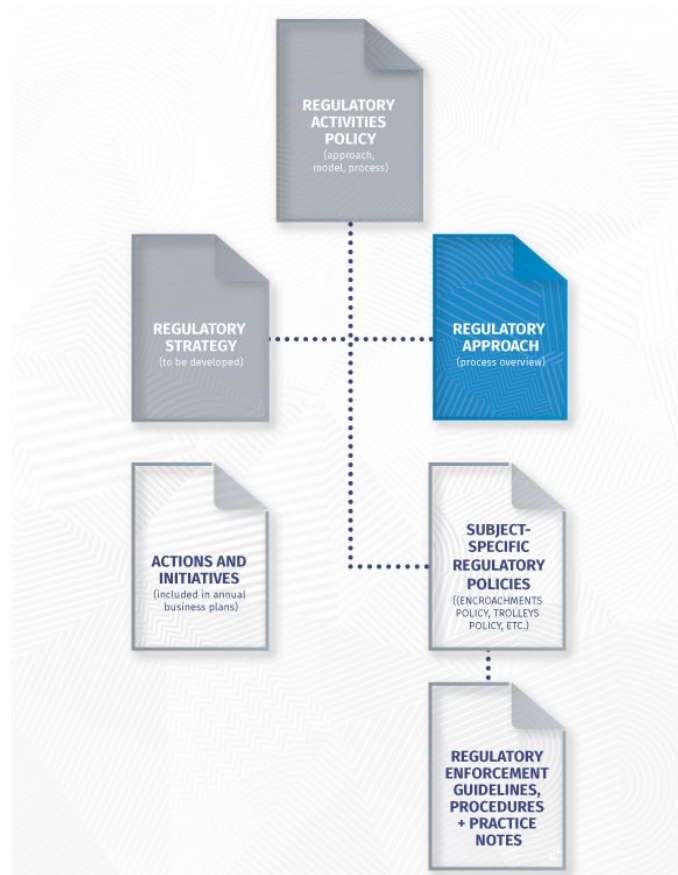 REGULATORY
ACTIVITIES
POLICY
(approach,
model, process)
REGULATORY
STRATEGY
(to be developed)
REGULATORY
APPROACH
(process overview)
ACTIONS AND
INITIATIVES
(included in annual
business plans)
SUBJECT-
SPECIFIC
REGULATORY
POLICIES
((ENCROACHMENTS
POLICY, TROLLEYS
POLICY, ETC.)
REGULATORY
ENFORCEMENT
GUIDELINES,
PROCEDURES
+ PRACTICE
NOTES